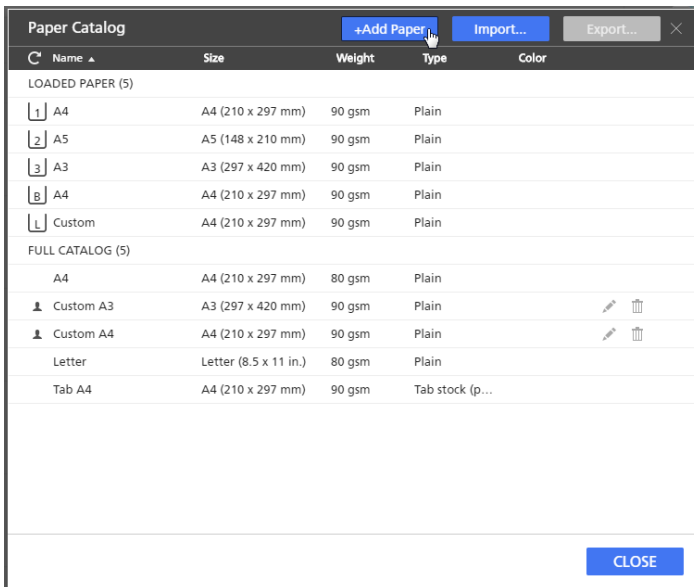 Paper Catalog +Add Paper Import... Export...
Name Size Weight Type Color
LOADED PAPER (5)
1 A4 A4 (210 x 297 mm) 90 gsm Plain
2 A5 A5 (148 x 210 mm) 90 gsm Plain
3 A3 A3 (297 x 420 mm) 90 gsm Plain
B A4 A4 (210 x 297 mm) 90 gsm Plain
L Custom A4 (210 x 297 mm) 90 gsm Plain
FULL CATALOG (5)
A4 A4 (210 x 297 mm) 80 gsm Plain
Custom A3 A3 (297 x 420 mm) 90 gsm Plain
Custom A4 A4 (210 x 297 mm) 90 gsm Plain
Letter Letter (8.5 x 11 in.) 80 gsm Plain
Tab A4 A4 (210 x 297 mm) 90 gsm Tab stock (p...
CLOSE